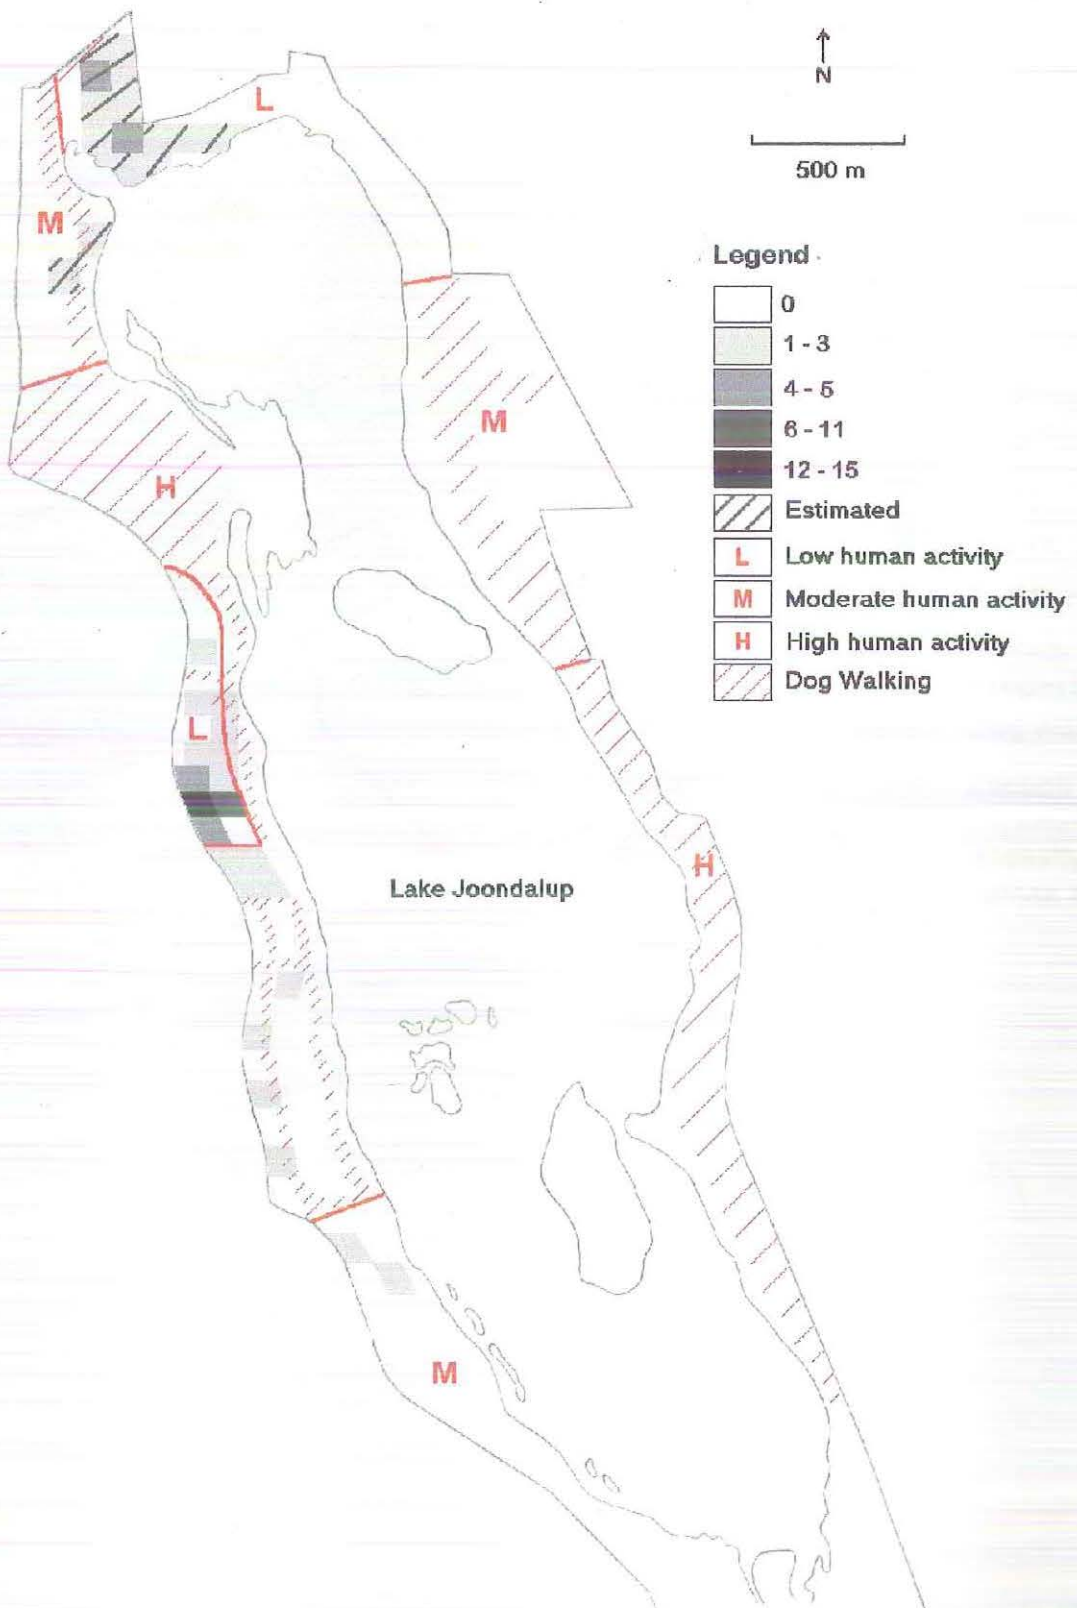 N
500 m
L
M
M
H
L
H
M
Lake Joondalup
Legend
0
1 - 3
4 - 5
6 - 11
12 - 15
Estimated
L Low human activity
M Moderate human activity
H High human activity
Dog Walking